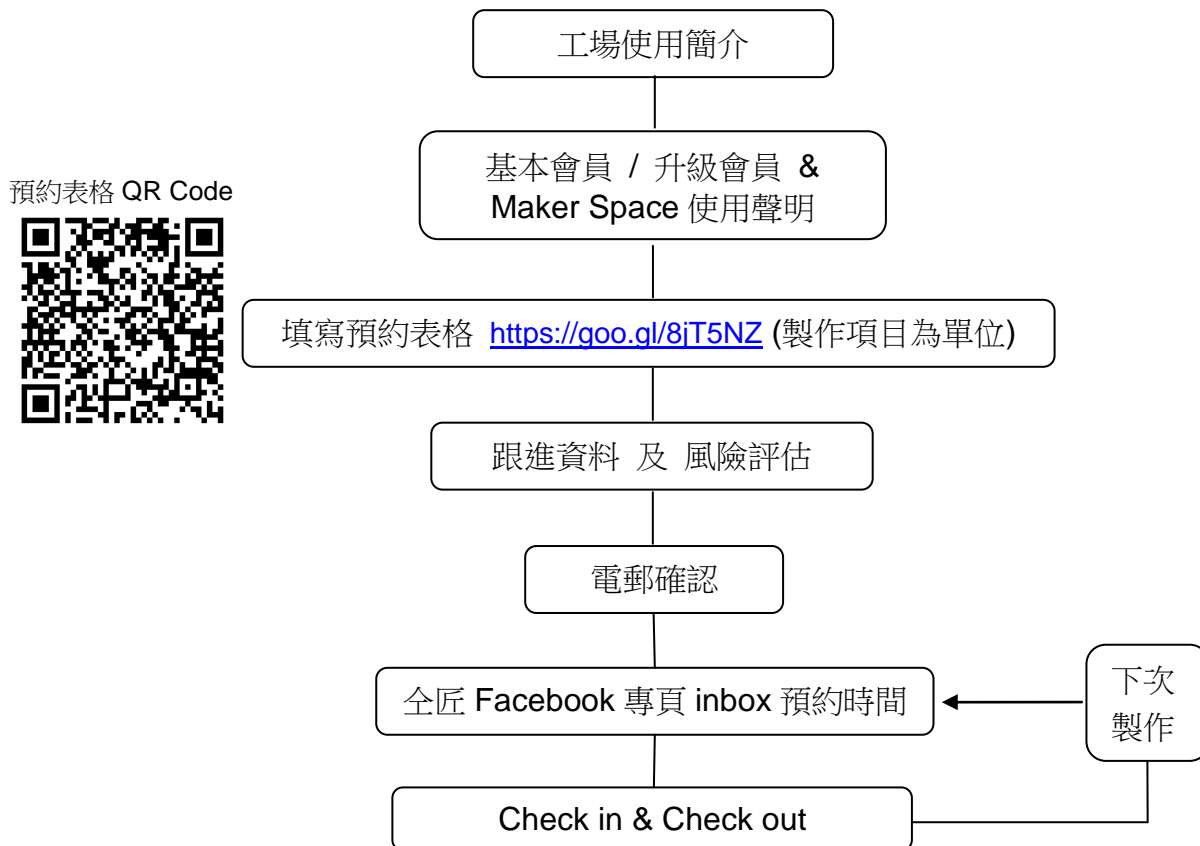 工場使用簡介
基本會員 / 升級會員 &
Maker Space 使用聲明
預約表格 QR Code
填寫預約表格 https://goo.gl/8jT5NZ (製作項目為單位)
跟進資料 及 風險評估
電郵確認
仝匠 Facebook 專頁 inbox 預約時間
下次
製作
Check in & Check out